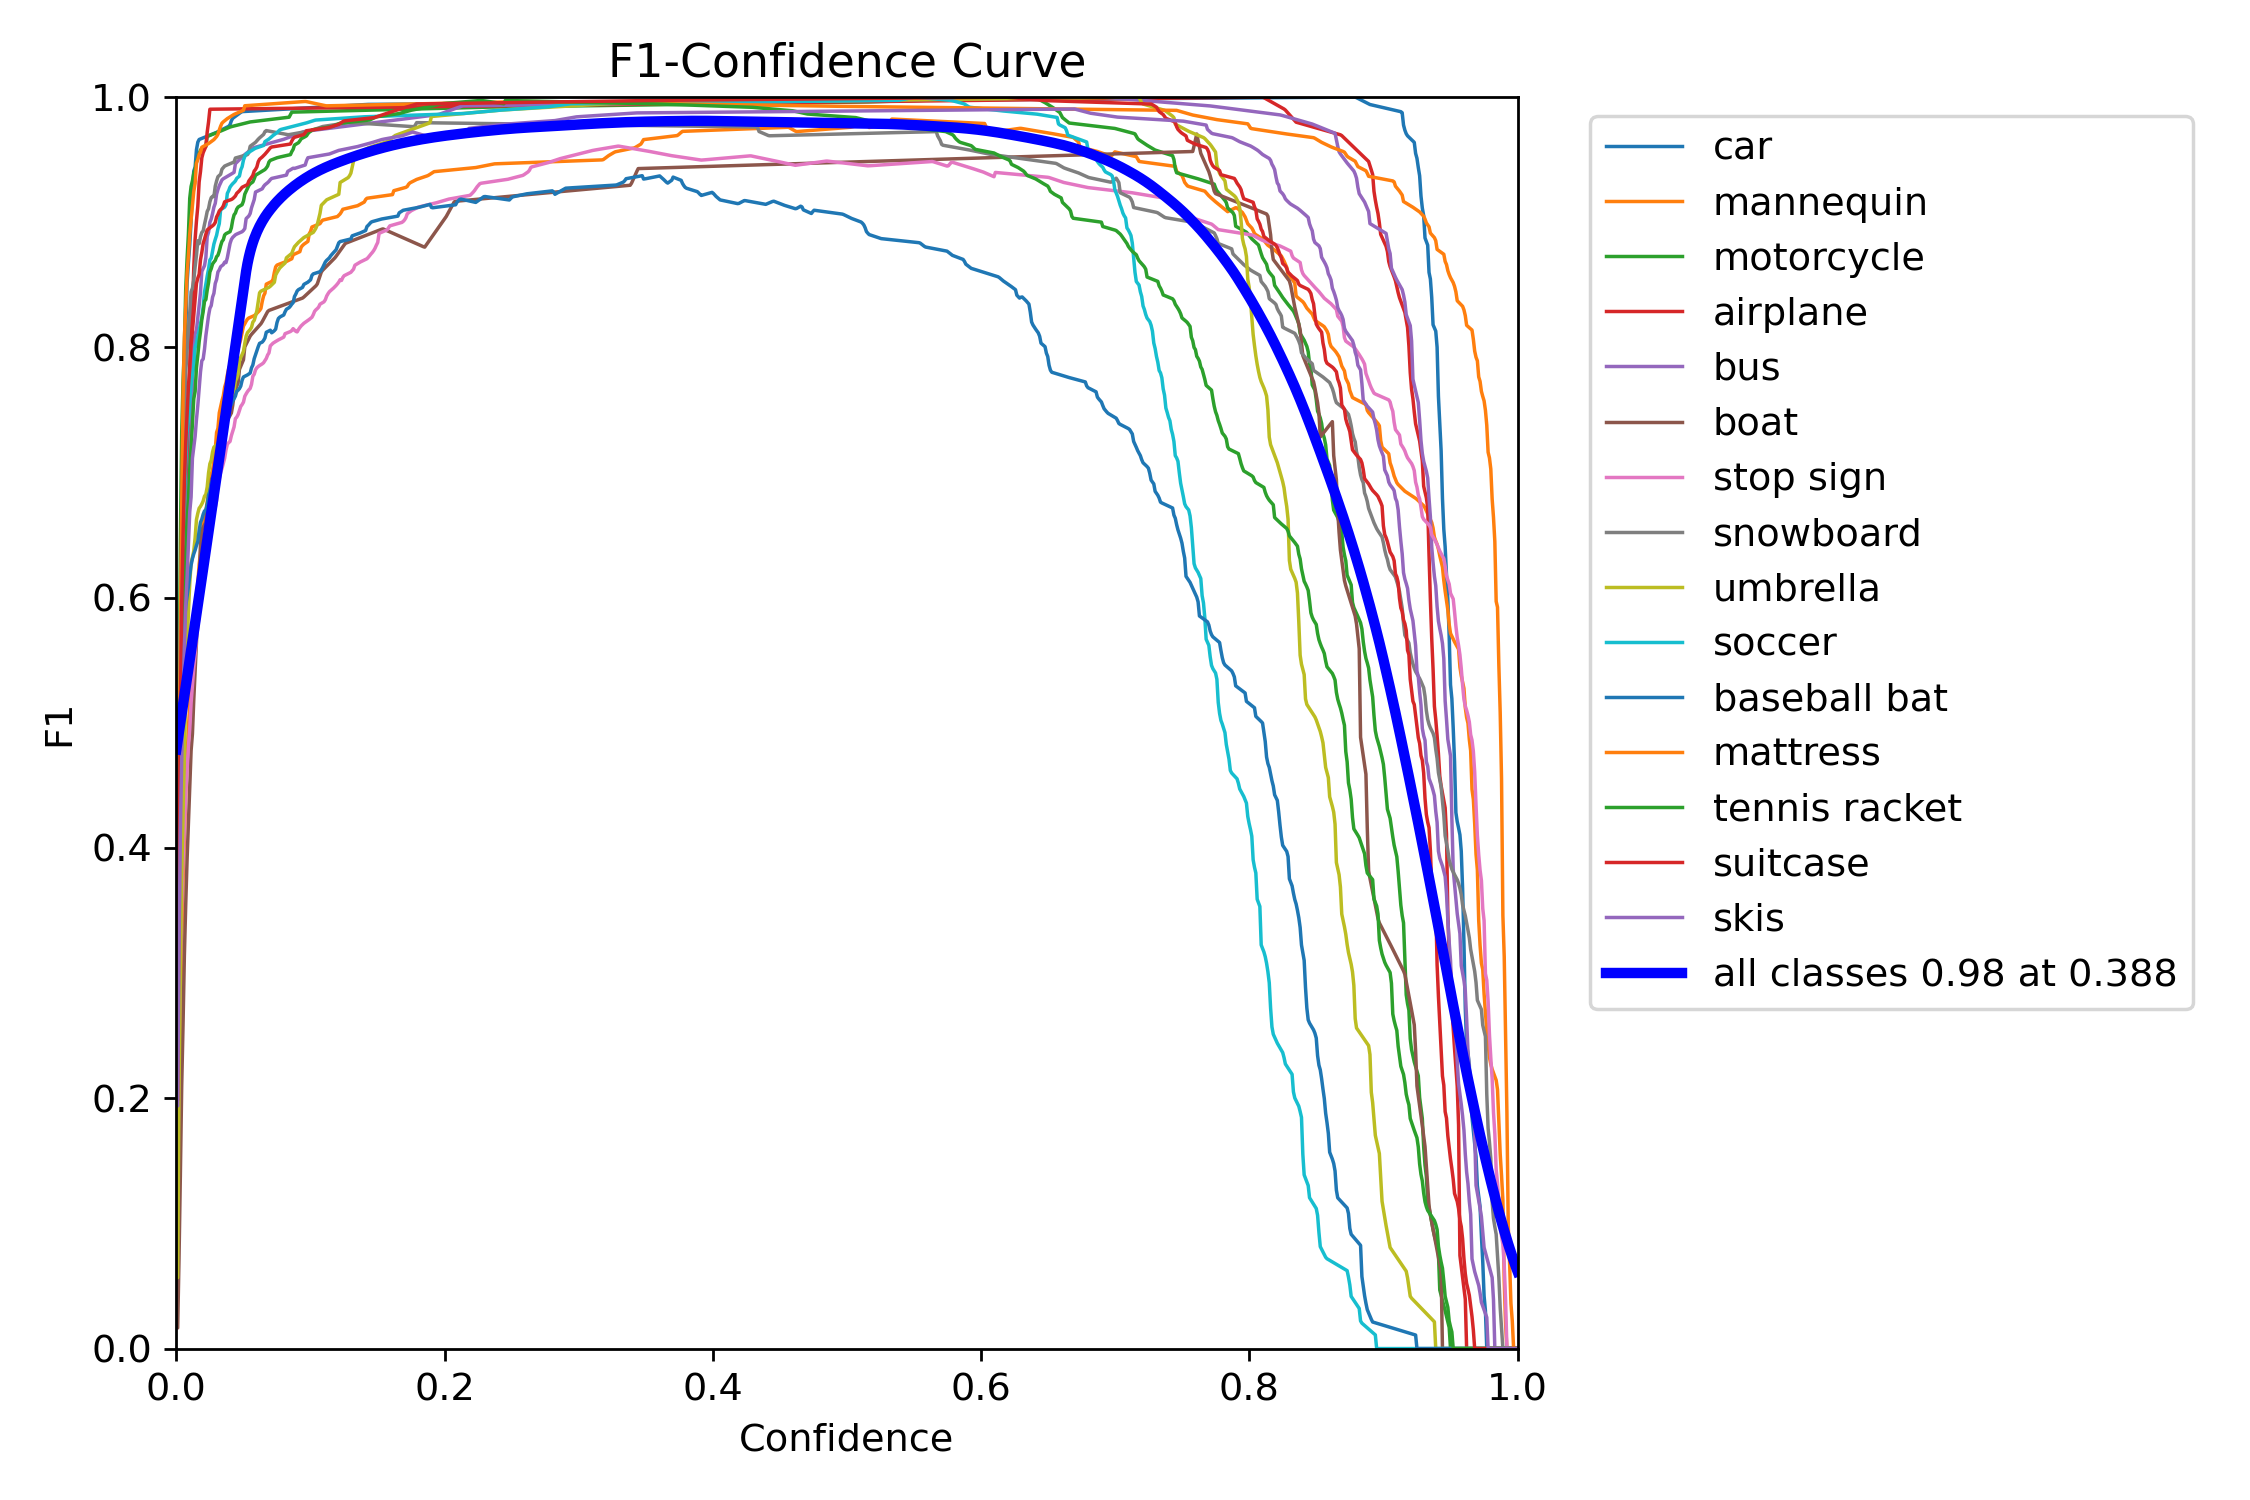 F1-Confidence Curve
1.0
0.8
0.6
0.4
0.2
0.0
F1
0.0 0.2 0.4 0.6 0.8 1.0
Confidence
car
mannequin
motorcycle
airplane
bus
boat
stop sign
snowboard
umbrella
soccer
baseball bat
mattress
tennis racket
suitcase
skis
all classes 0.98 at 0.388